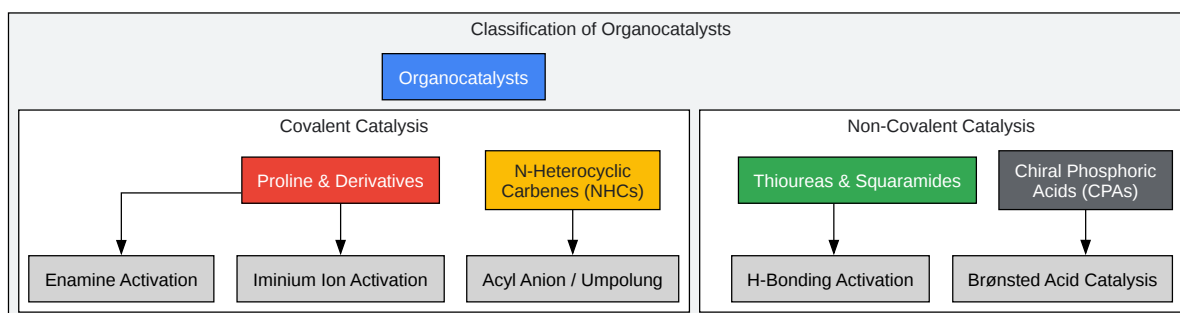 Classification of Organocatalysts
Organocatalysts
Covalent Catalysis
Non-Covalent Catalysis
Proline & Derivatives
N-Heterocyclic
Carbenes (NHCs)
Thioureas & Squaramides
Chiral Phosphoric
Acids (CPAs)
Enamine Activation
Iminium Ion Activation
Acyl Anion / Umpolung
H-Bonding Activation
Brønsted Acid Catalysis